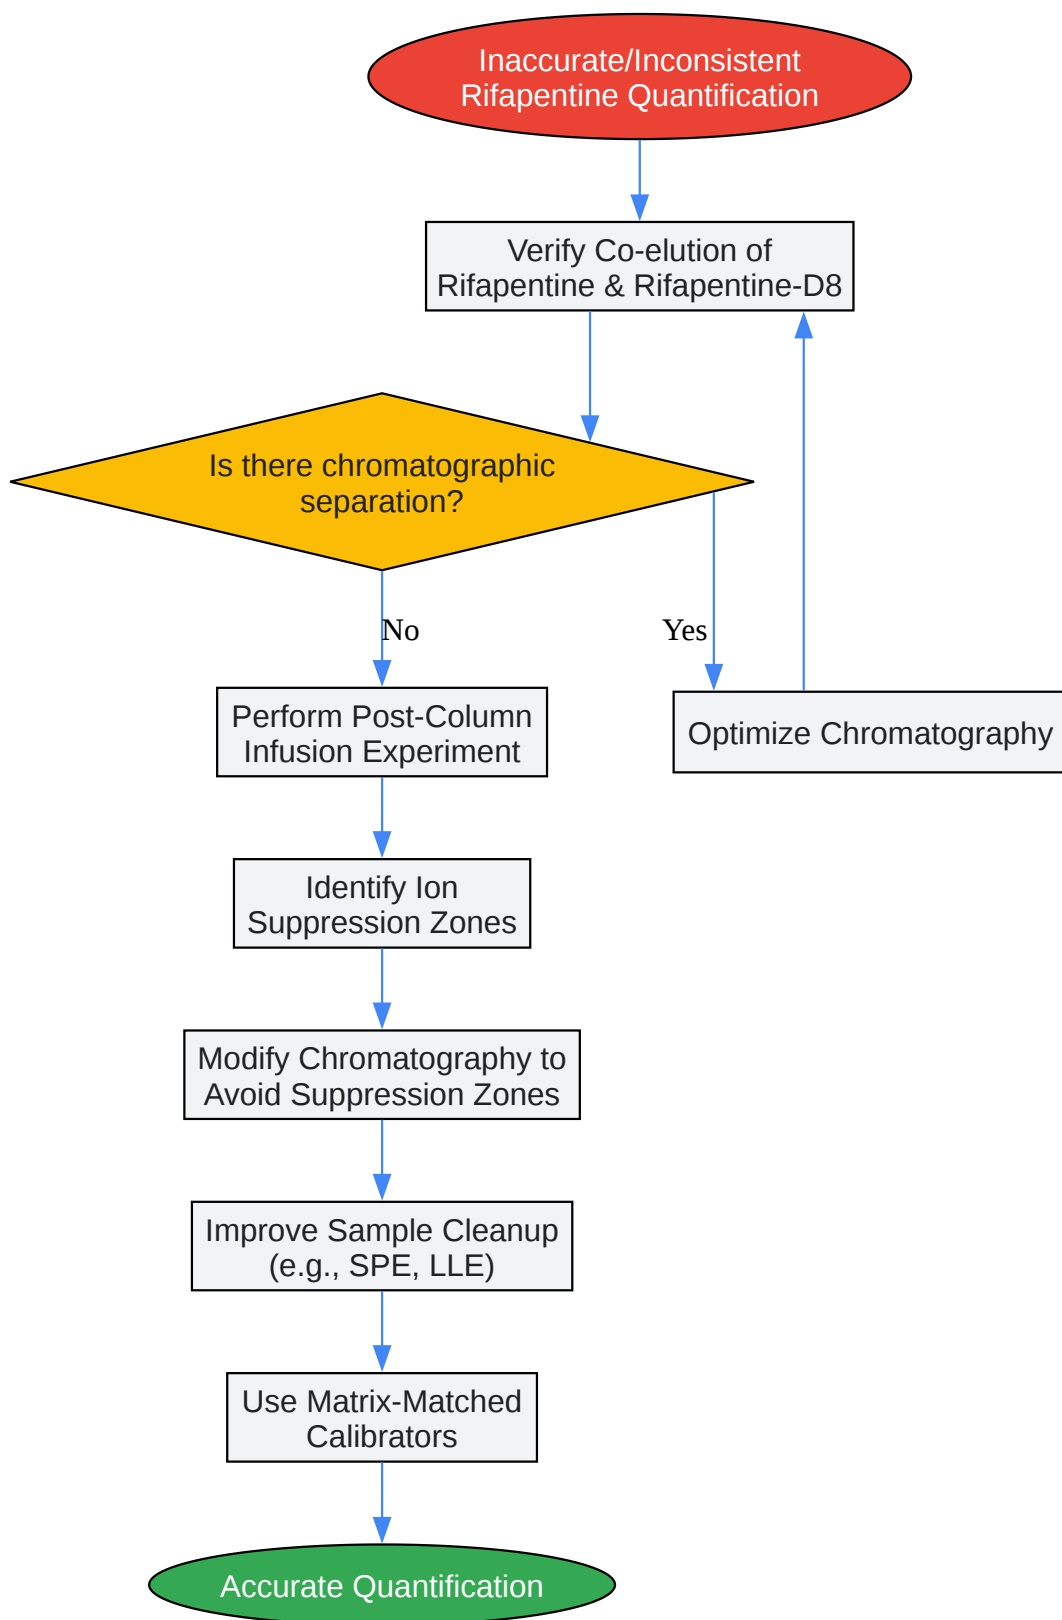 Inaccurate/Inconsistent
Rifapentine Quantification
Verify Co-elution of
Rifapentine & Rifapentine-D8
Is there chromatographic
separation?
No
Yes
Perform Post-Column
Infusion Experiment
Optimize Chromatography
Identify Ion
Suppression Zones
Modify Chromatography to
Avoid Suppression Zones
Improve Sample Cleanup
(e.g., SPE, LLE)
Use Matrix-Matched
Calibrators
Accurate Quantification